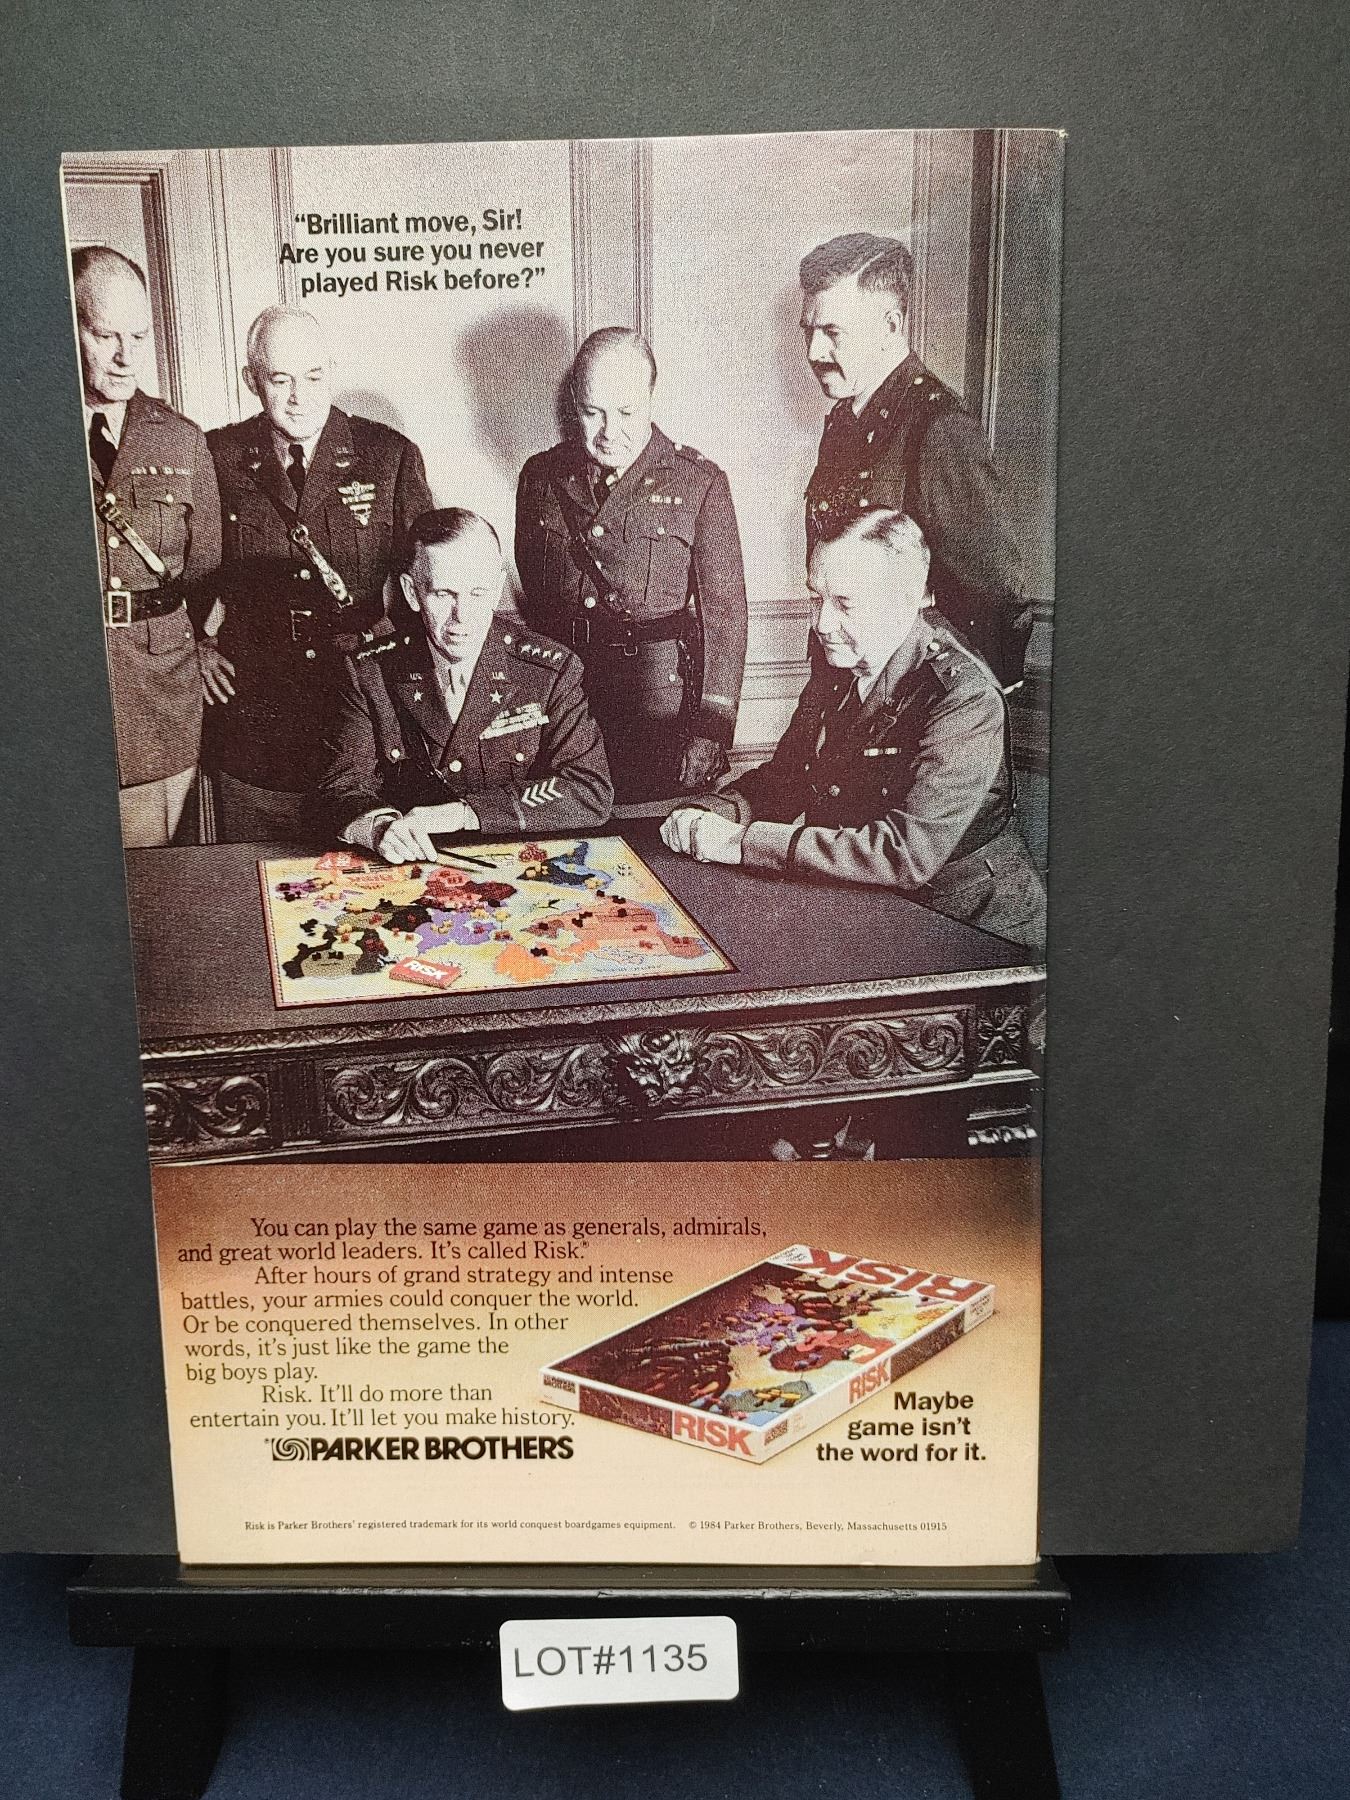 “Brilliant move, Sir!
Are you sure you never
played Risk before?”
RISK
You can play the same game as generals, admirals,
and great world leaders. It's called Risk.®
After hours of grand strategy and intense
battles, your armies could conquer the world.
Or be conquered themselves. In other
words, it's just like the game the
big boys play.
Risk. It'll do more than
entertain you. It'll let you make history.
PARKER BROTHERS
RISK
RISK
RISK
Maybe
game isn't
the word for it.
Risk is Parker Brothers' registered trademark for its world conquest boardgames equipment. © 1984 Parker Brothers, Beverly, Massachusetts 01915
LOT#1135